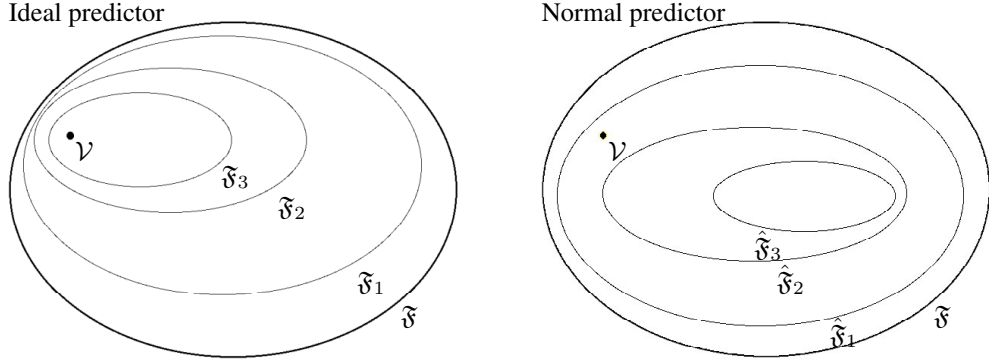 Ideal predictor
𝒱
𝔉₃
𝔉₂
𝔉₁
𝔉
Normal predictor
𝒱
𝔉̂₃
𝔉̂₂
𝔉̂₁
𝔉